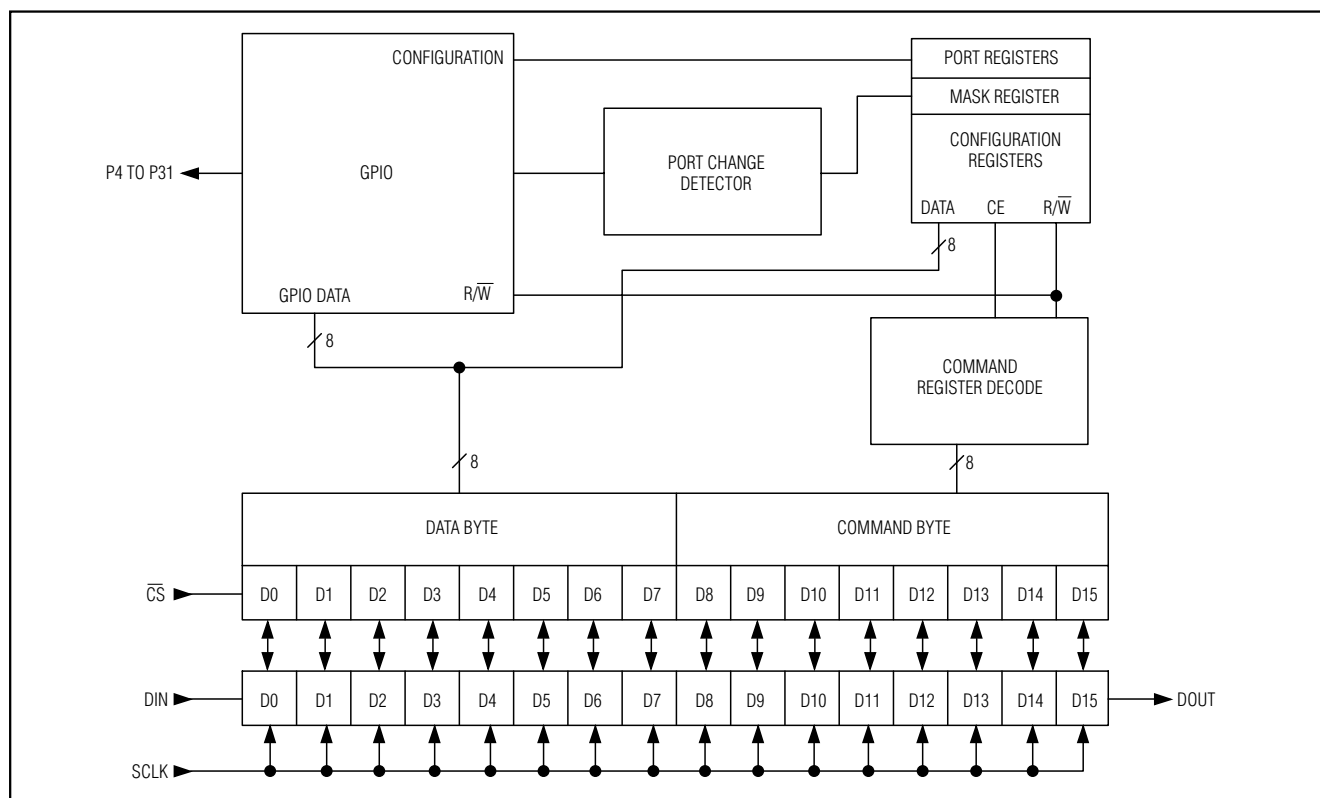 CONFIGURATION
PORT REGISTERS
MASK REGISTER
CONFIGURATION
REGISTERS
DATA CE R/W̅
P4 TO P31
GPIO
PORT CHANGE
DETECTOR
8
GPIO DATA
R/W̅
8
COMMAND
REGISTER DECODE
8
8
DATA BYTE
COMMAND BYTE
C̅S̅
D0 D1 D2 D3 D4 D5 D6 D7 D8 D9 D10 D11 D12 D13 D14 D15
DIN
D0 D1 D2 D3 D4 D5 D6 D7 D8 D9 D10 D11 D12 D13 D14 D15
DOUT
SCLK